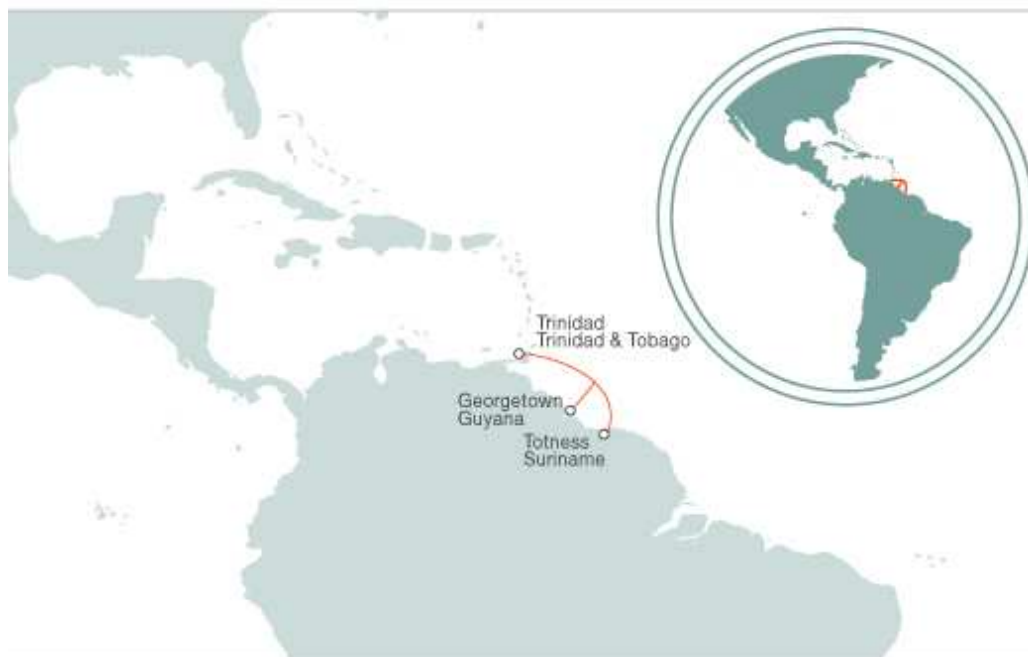 Trinidad
Trinidad & Tobago
Georgetown
Guyana
Totness
Suriname